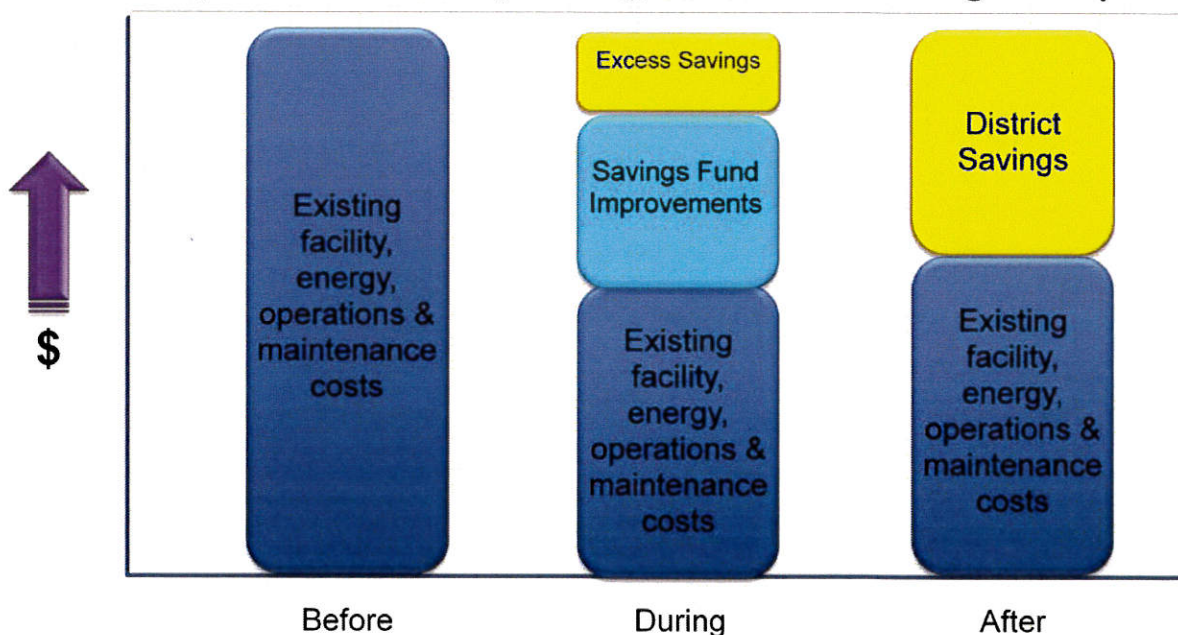 Existing
facility,
energy,
operations &
maintenance
costs
Excess Savings
Savings Fund
Improvements
Existing
facility,
energy,
operations &
maintenance
costs
District
Savings
Existing
facility,
energy,
operations &
maintenance
costs
$
Before
During
After